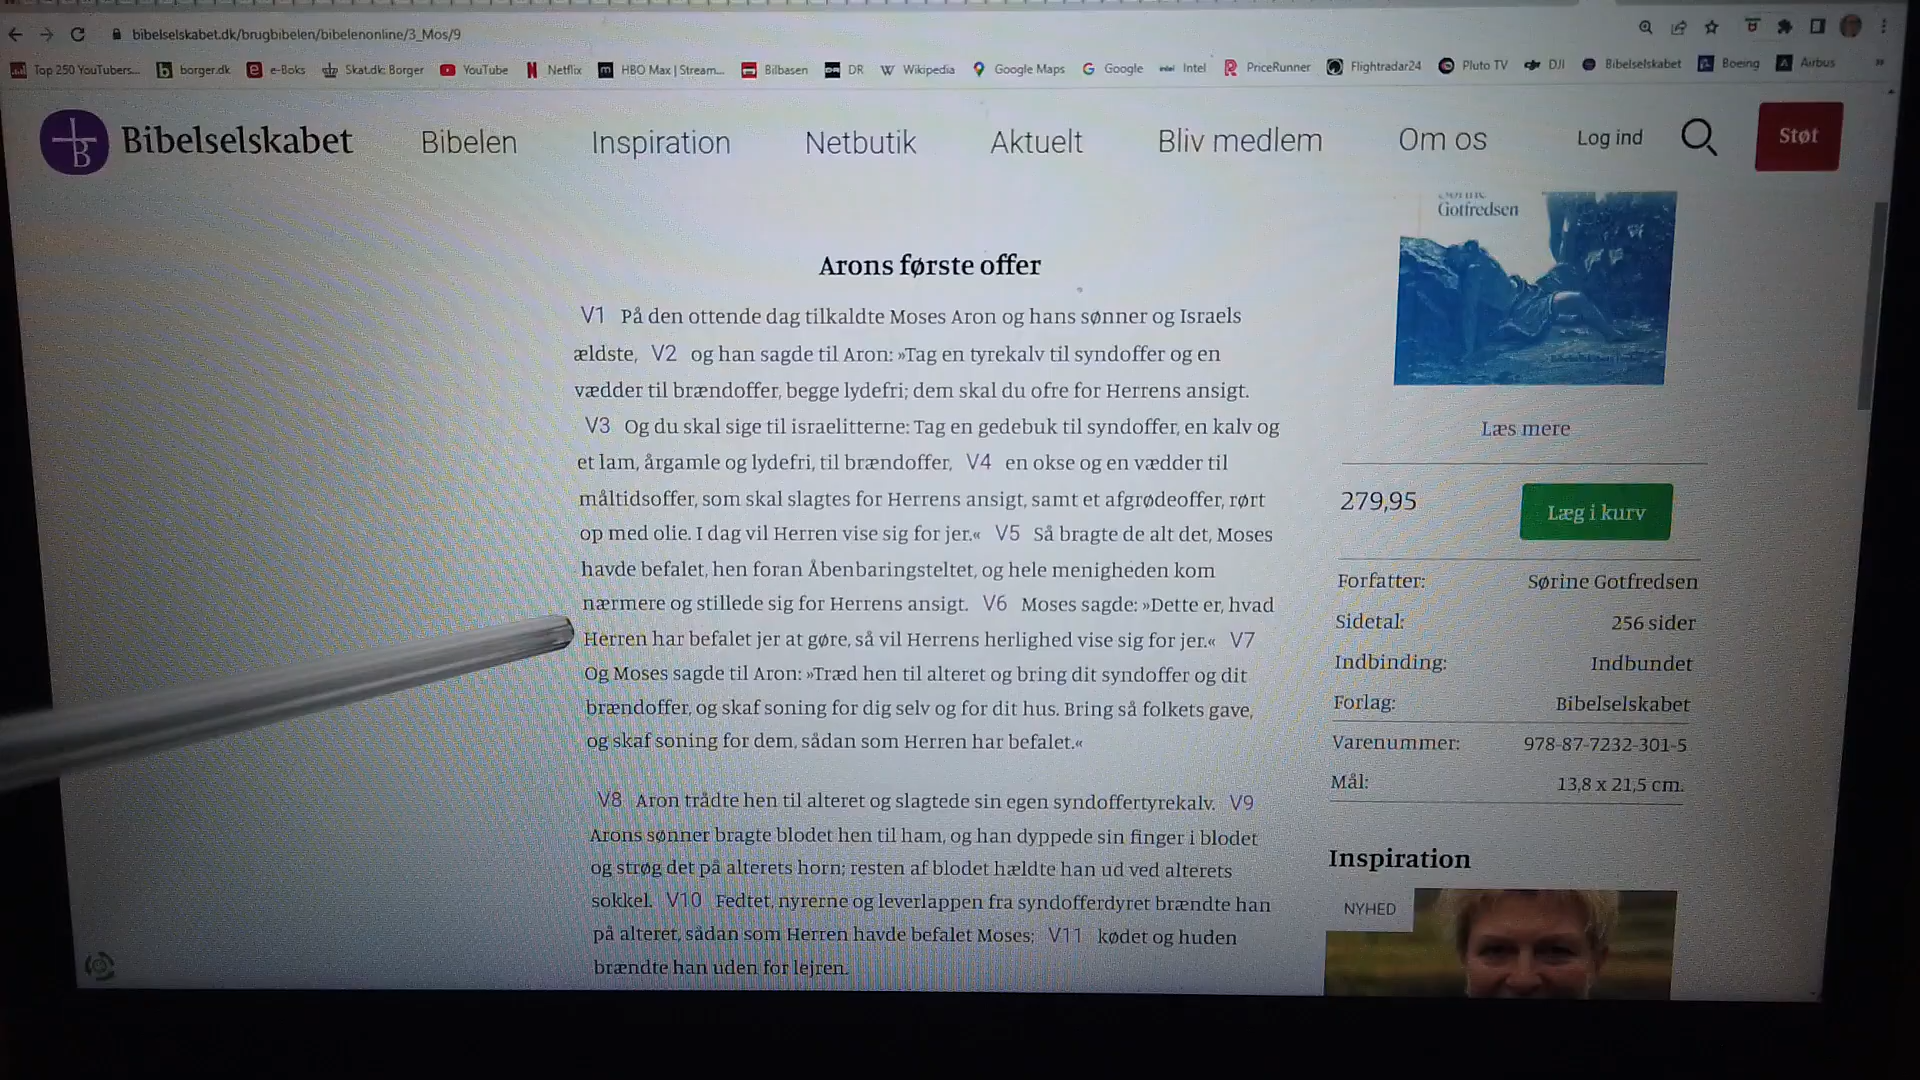 bibelselskabet.dk/brugbibelen/bibelenonline/3_Mos/9
Top 250 YouTubers... borger.dk e-Boks Skat.dk: Borger YouTube Netflix HBO Max | Stream... Bilbasen DR Wikipedia Google Maps Google Intel PriceRunner Flightradar24 Pluto TV DJI Bibelselskabet Boeing Airbus »
Bibelselskabet Bibelen Inspiration Netbutik Aktuelt Bliv medlem Om os Log ind Støt
Arons første offer
V1 På den ottende dag tilkaldte Moses Aron og hans sønner og Israels
ældste, V2 og han sagde til Aron: »Tag en tyrekalv til syndoffer og en
vædder til brændoffer, begge lydefri; dem skal du ofre for Herrens ansigt.
V3 Og du skal sige til israelitterne: Tag en gedebuk til syndoffer, en kalv og
et lam, årgamle og lydefri, til brændoffer, V4 en okse og en vædder til
måltidsoffer, som skal slagtes for Herrens ansigt, samt et afgrødeoffer, rørt
op med olie. I dag vil Herren vise sig for jer.« V5 Så bragte de alt det, Moses
havde befalet, hen foran Åbenbaringsteltet, og hele menigheden kom
nærmere og stillede sig for Herrens ansigt. V6 Moses sagde: »Dette er, hvad
Herren har befalet jer at gøre, så vil Herrens herlighed vise sig for jer.« V7
Og Moses sagde til Aron: »Træd hen til alteret og bring dit syndoffer og dit
brændoffer, og skaf soning for dig selv og for dit hus. Bring så folkets gave,
og skaf soning for dem, sådan som Herren har befalet.«
V8 Aron trådte hen til alteret og slagtede sin egen syndoffertyrekalv. V9
Arons sønner bragte blodet hen til ham, og han dyppede sin finger i blodet
og strøg det på alterets horn; resten af blodet hældte han ud ved alterets
sokkel. V10 Fedtet, nyrerne og leverlappen fra syndofferdyret brændte han
på alteret, sådan som Herren havde befalet Moses; V11 kødet og huden
brændte han uden for lejren.
Gotfredsen
Læs mere
279,95 Læg i kurv
Forfatter: Sørine Gotfredsen
Sidetal: 256 sider
Indbinding: Indbundet
Forlag: Bibelselskabet
Varenummer: 978-87-7232-301-5
Mål: 13,8 x 21,5 cm.
Inspiration
NYHED